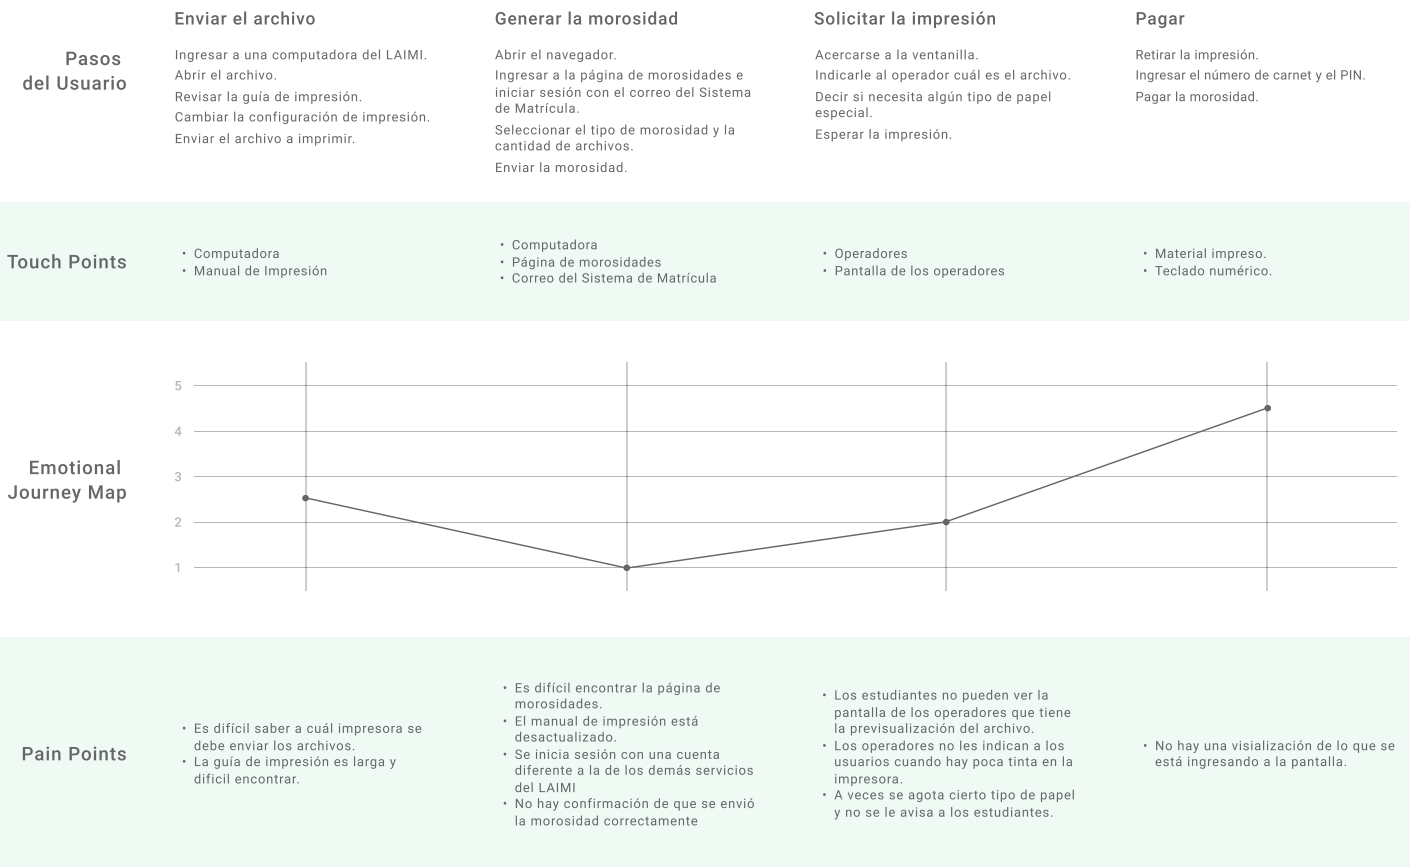 Enviar el archivo
Generar la morosidad
Solicitar la impresión
Pagar
Pasos
del Usuario
Ingresar a una computadora del LAIMI.
Abrir el archivo.
Revisar la guía de impresión.
Cambiar la configuración de impresión.
Enviar el archivo a imprimir.
Abrir el navegador.
Ingresar a la página de morosidades e
iniciar sesión con el correo del Sistema
de Matrícula.
Seleccionar el tipo de morosidad y la
cantidad de archivos.
Enviar la morosidad.
Acercarse a la ventanilla.
Indicarle al operador cuál es el archivo.
Decir si necesita algún tipo de papel
especial.
Esperar la impresión.
Retirar la impresión.
Ingresar el número de carnet y el PIN.
Pagar la morosidad.
Touch Points
• Computadora
• Manual de Impresión
• Computadora
• Página de morosidades
• Correo del Sistema de Matrícula
• Operadores
• Pantalla de los operadores
• Material impreso.
• Teclado numérico.
Emotional
Journey Map
5
4
3
2
1
Pain Points
• Es difícil saber a cuál impresora se
debe enviar los archivos.
• La guía de impresión es larga y
dificil encontrar.
• Es difícil encontrar la página de
morosidades.
• El manual de impresión está
desactualizado.
• Se inicia sesión con una cuenta
diferente a la de los demás servicios
del LAIMI
• No hay confirmación de que se envió
la morosidad correctamente
• Los estudiantes no pueden ver la
pantalla de los operadores que tiene
la previsualización del archivo.
• Los operadores no les indican a los
usuarios cuando hay poca tinta en la
impresora.
• A veces se agota cierto tipo de papel
y no se le avisa a los estudiantes.
• No hay una visialización de lo que se
está ingresando a la pantalla.